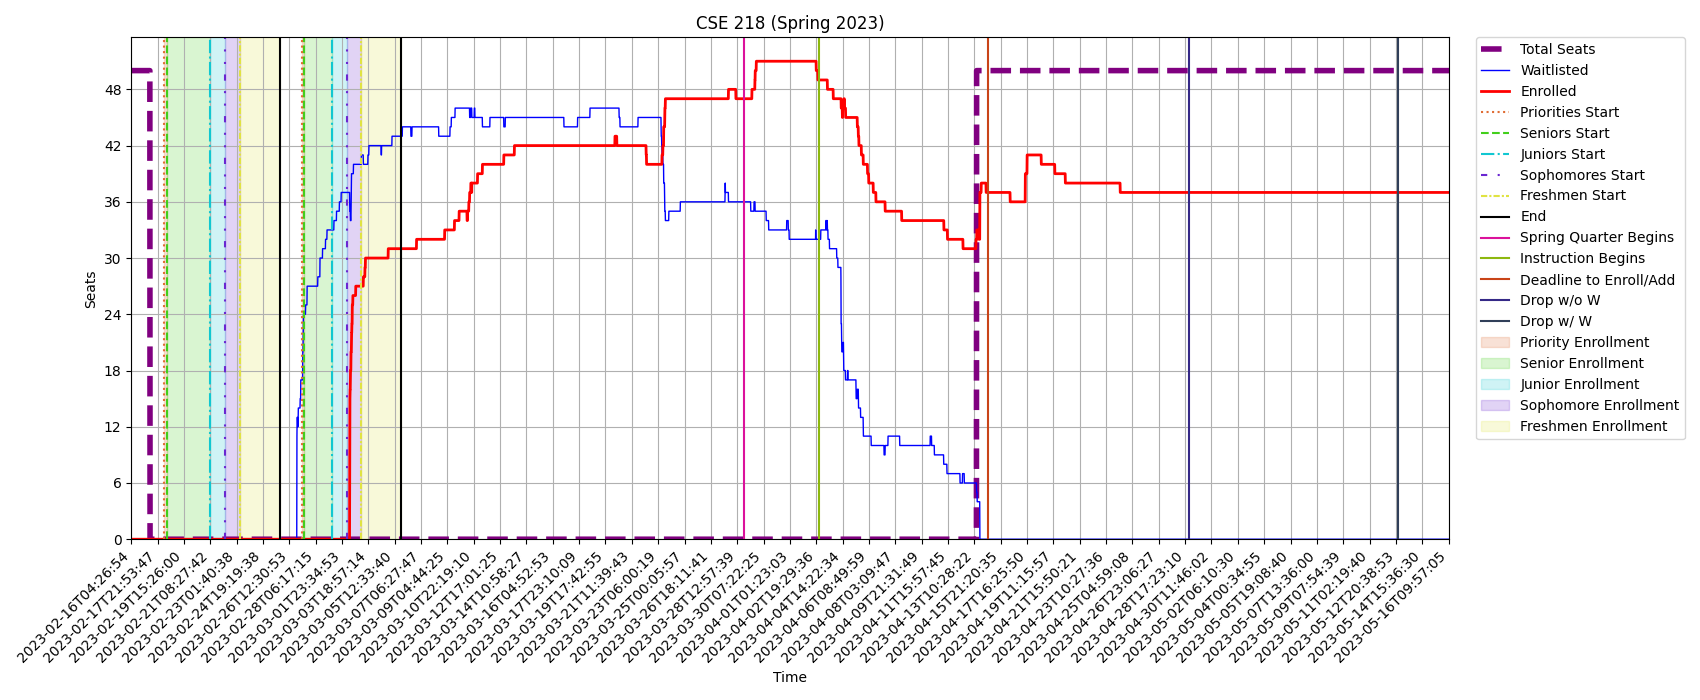 CSE 218 (Spring 2023)
Seats
48
42
36
30
24
18
12
6
0
2023-02-16T04:26:54
2023-02-17T21:53:47
2023-02-19T15:26:00
2023-02-21T08:27:42
2023-02-23T01:40:38
2023-02-24T19:19:38
2023-02-26T12:30:53
2023-02-28T06:17:15
2023-03-01T23:34:53
2023-03-03T18:57:14
2023-03-05T12:33:40
2023-03-07T06:27:47
2023-03-09T04:44:25
2023-03-10T22:19:10
2023-03-12T17:01:25
2023-03-14T10:58:27
2023-03-16T04:52:53
2023-03-17T23:10:09
2023-03-19T17:42:55
2023-03-21T11:39:43
2023-03-23T06:00:19
2023-03-25T00:05:57
2023-03-26T18:11:47
2023-03-28T12:57:39
2023-03-30T07:22:25
2023-04-01T01:23:03
2023-04-02T19:29:36
2023-04-04T14:22:34
2023-04-06T08:49:59
2023-04-08T03:09:47
2023-04-09T21:31:49
2023-04-11T15:57:45
2023-04-13T10:28:22
2023-04-15T21:20:35
2023-04-17T16:25:50
2023-04-19T11:15:57
2023-04-21T15:50:21
2023-04-23T10:27:36
2023-04-25T04:59:08
2023-04-26T23:06:27
2023-04-28T17:23:10
2023-04-30T11:46:02
2023-05-02T06:10:30
2023-05-04T00:34:55
2023-05-05T19:08:40
2023-05-07T13:36:00
2023-05-09T07:54:39
2023-05-11T02:19:40
2023-05-12T20:38:53
2023-05-14T15:36:30
2023-05-16T09:57:05
Time
Total Seats
Waitlisted
Enrolled
Priorities Start
Seniors Start
Juniors Start
Sophomores Start
Freshmen Start
End
Spring Quarter Begins
Instruction Begins
Deadline to Enroll/Add
Drop w/o W
Drop w/ W
Priority Enrollment
Senior Enrollment
Junior Enrollment
Sophomore Enrollment
Freshmen Enrollment